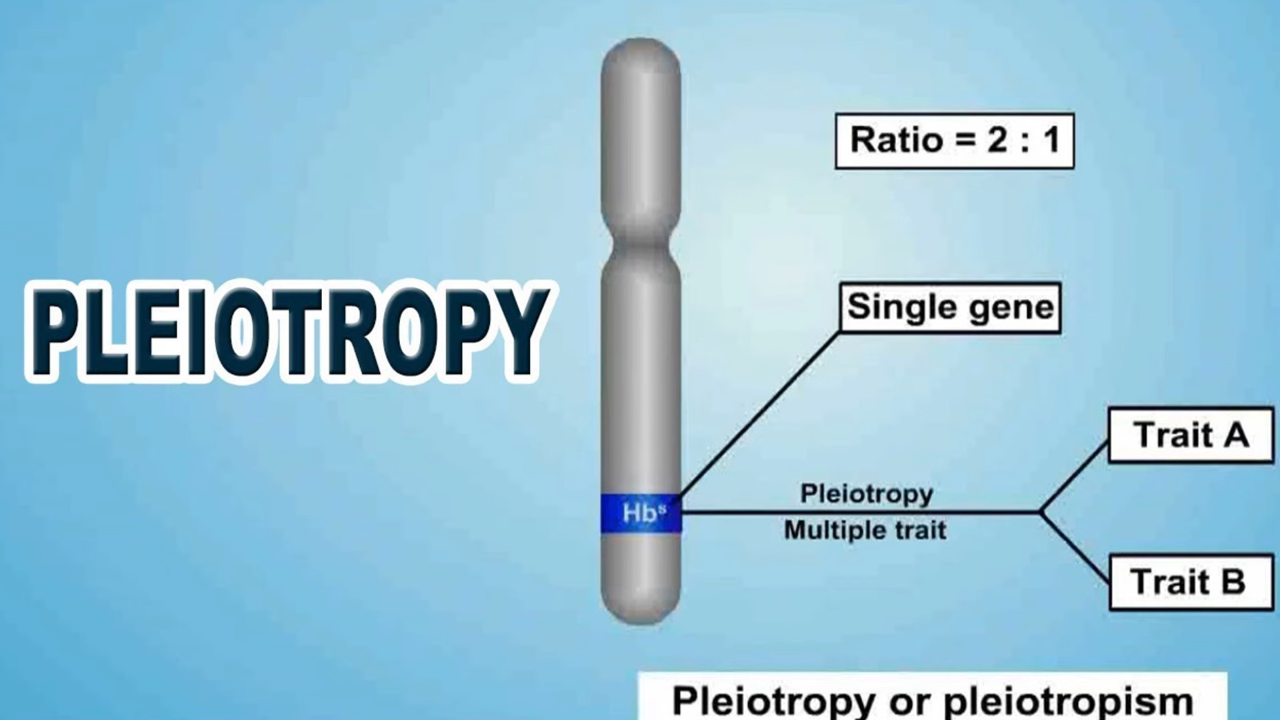 PLEIOTROPY
Ratio = 2 : 1
Single gene
Hbˢ
Pleiotropy
Multiple trait
Trait A
Trait B
Pleiotropy or pleiotropism